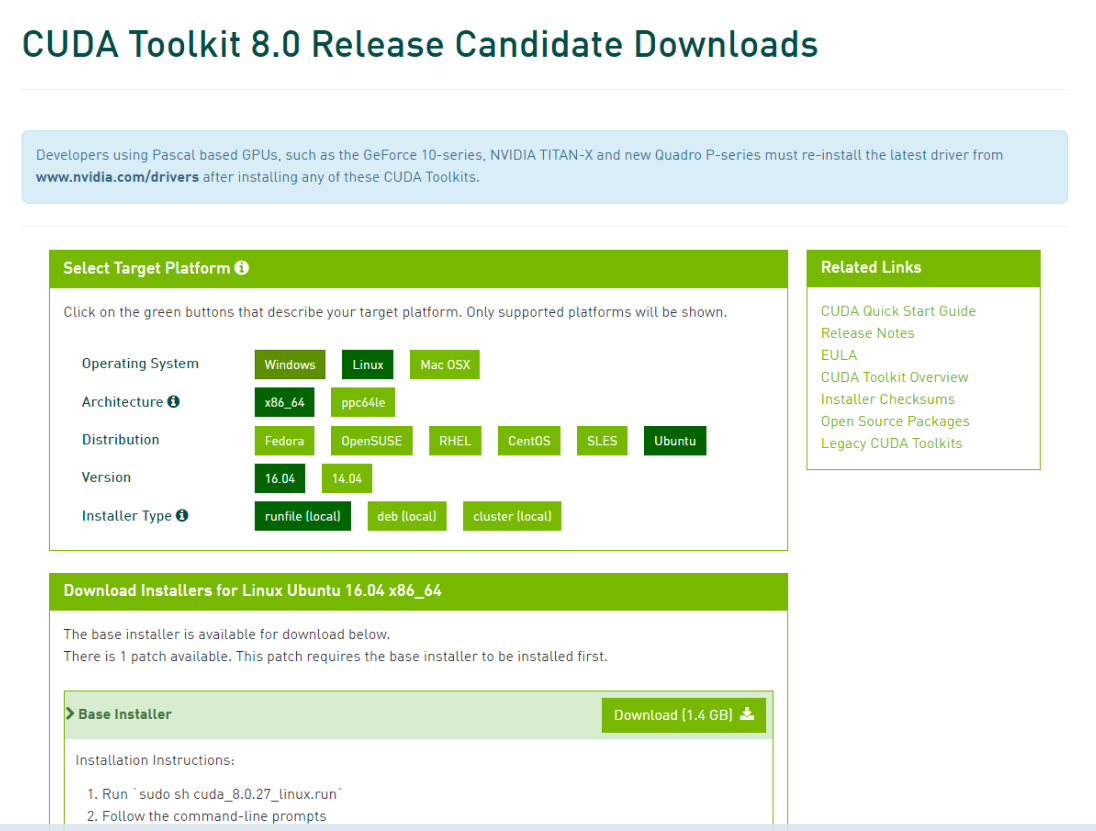 CUDA Toolkit 8.0 Release Candidate Downloads
Developers using Pascal based GPUs, such as the GeForce 10-series, NVIDIA TITAN-X and new Quadro P-series must re-install the latest driver from
www.nvidia.com/drivers after installing any of these CUDA Toolkits.
Select Target Platform
Click on the green buttons that describe your target platform. Only supported platforms will be shown.
Operating System Windows Linux Mac OSX
Architecture x86_64 ppc64le
Distribution Fedora OpenSUSE RHEL CentOS SLES Ubuntu
Version 16.04 14.04
Installer Type runfile (local) deb (local) cluster (local)
Related Links
CUDA Quick Start Guide
Release Notes
EULA
CUDA Toolkit Overview
Installer Checksums
Open Source Packages
Legacy CUDA Toolkits
Download Installers for Linux Ubuntu 16.04 x86_64
The base installer is available for download below.
There is 1 patch available. This patch requires the base installer to be installed first.
Base Installer Download (1.4 GB)
Installation Instructions:
1. Run `sudo sh cuda_8.0.27_linux.run`
2. Follow the command-line prompts